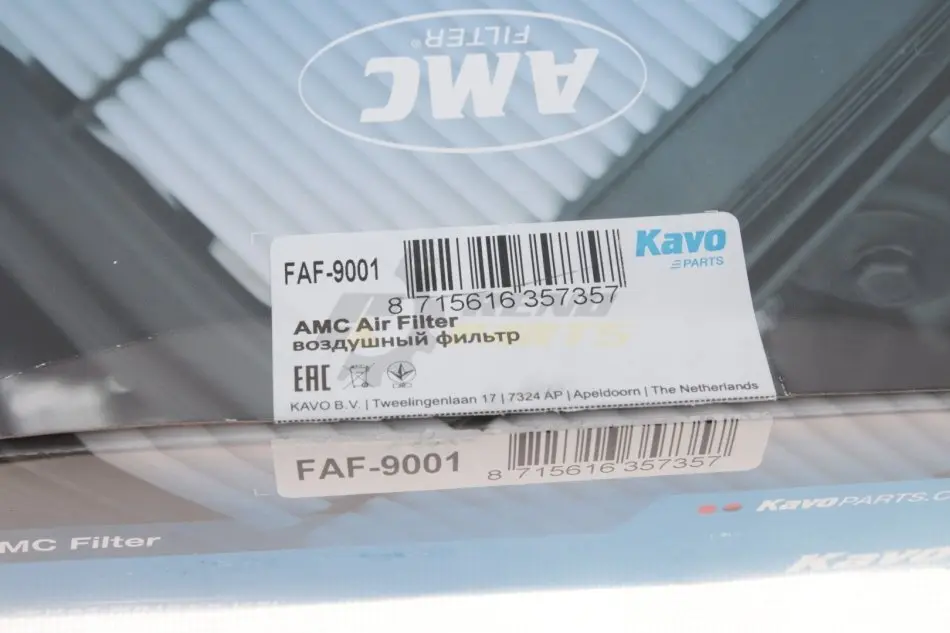 AMC
FILTER®
FAF-9001
Kavo
PARTS
8 715616 357357
AMC Air Filter
воздушный фильтр
EAC
KAVO B.V. | Tweelingenlaan 17 | 7324 AP | Apeldoorn | The Netherlands
FAF-9001
8 715616 357357
KavoPARTS.C
MC Filter
Kavo